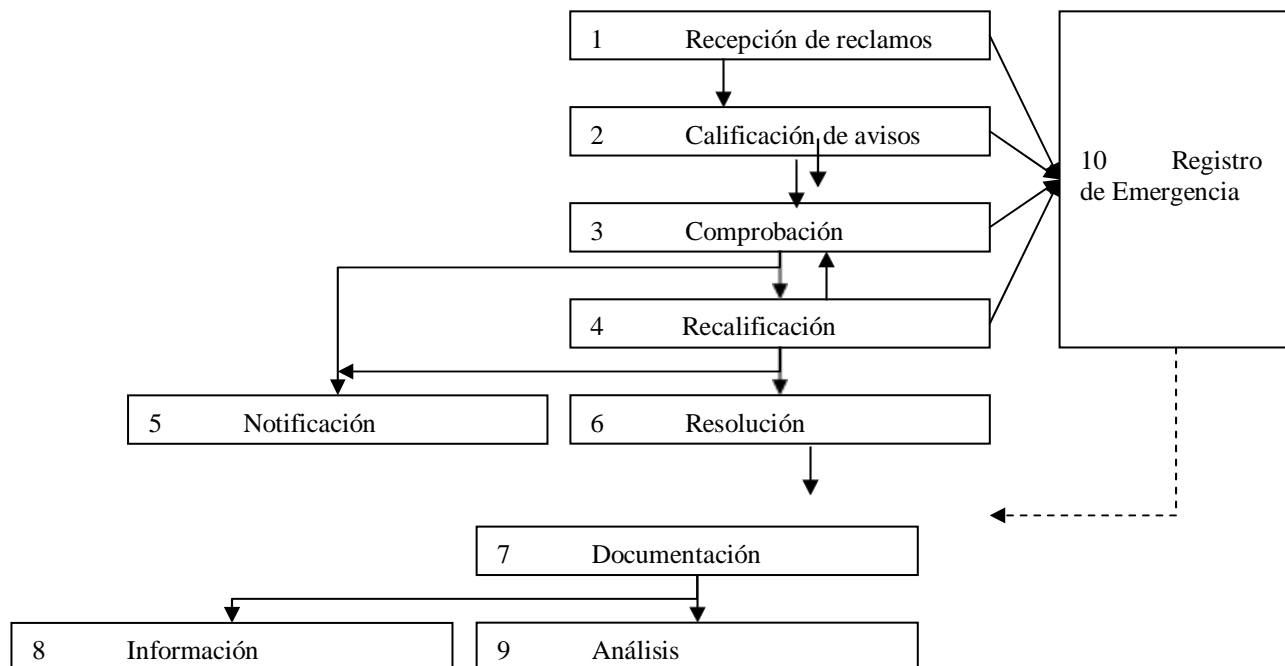 1 Recepción de reclamos
2 Calificación de avisos
10 Registro
de Emergencia
3 Comprobación
4 Recalificación
5 Notificación
6 Resolución
7 Documentación
8 Información
9 Análisis